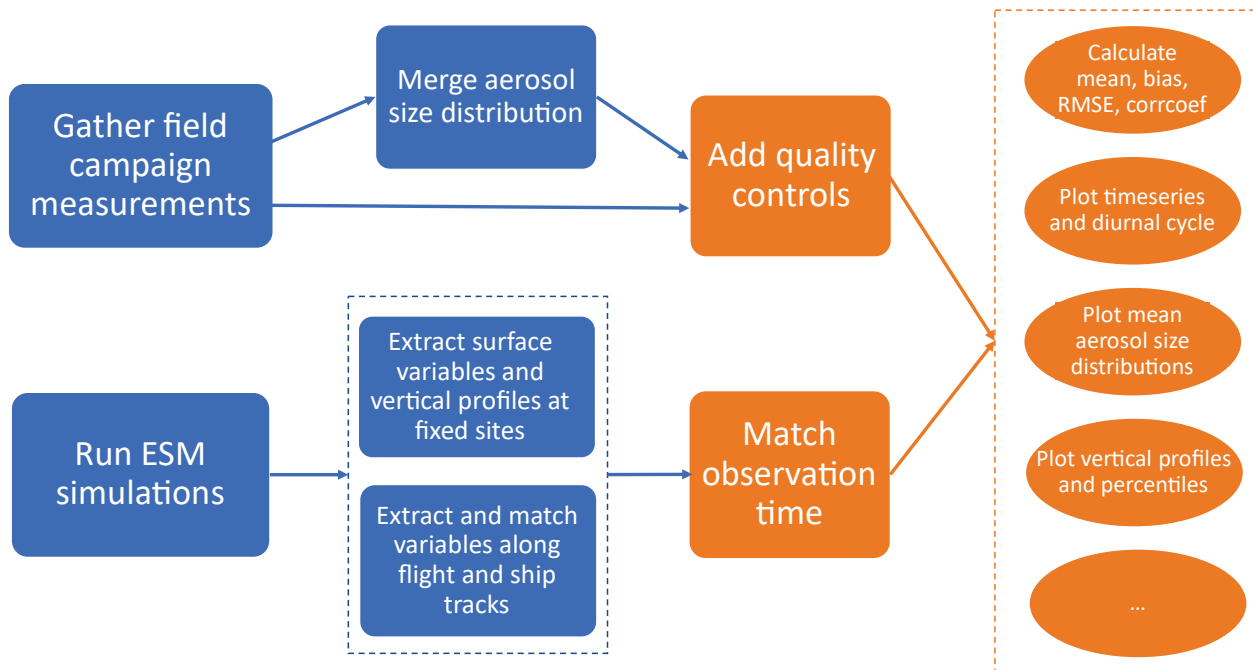 Gather field
campaign
measurements
Merge aerosol
size distribution
Add quality
controls
Run ESM
simulations
Extract surface
variables and
vertical profiles at
fixed sites
Extract and match
variables along
flight and ship
tracks
Match
observation
time
Calculate
mean, bias,
RMSE, corrcoef
Plot timeseries
and diurnal cycle
Plot mean
aerosol size
distributions
Plot vertical profiles
and percentiles
...